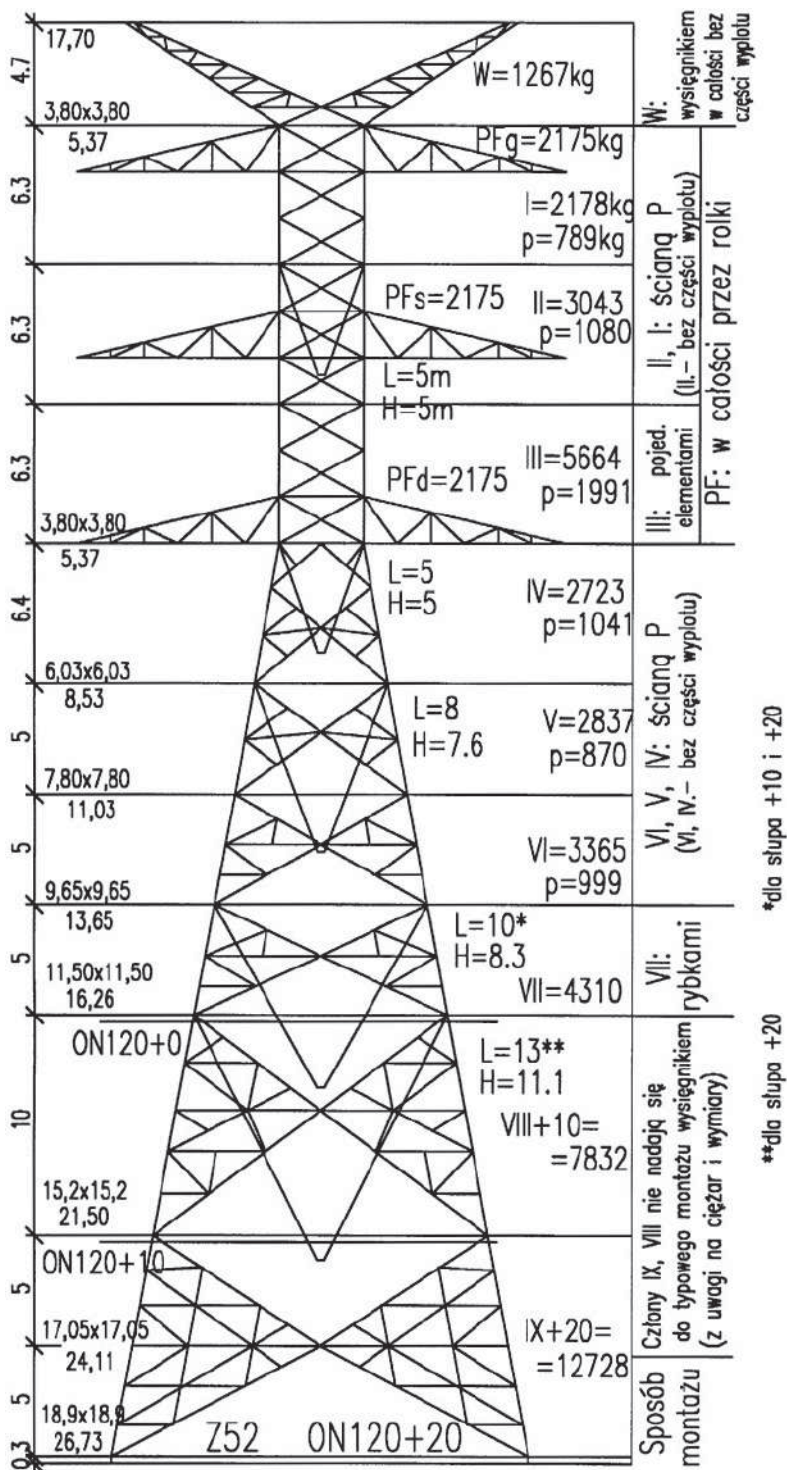 4.7
17,70
W=1267kg
3,80x3,80
5,37
PFg=2175kg
6.3
I=2178kg
p=789kg
6.3
PFs=2175
II=3043
p=1080
L=5m
H=5m
6.3
III=5664
p=1991
PFd=2175
3,80x3,80
5,37
L=5
H=5
6.4
IV=2723
p=1041
6,03x6,03
8,53
L=8
H=7.6
5
V=2837
p=870
7,80x7,80
11,03
5
VI=3365
p=999
9,65x9,65
13,65
L=10*
H=8.3
5
11,50x11,50
16,26
VII=4310
ON120+0
L=13**
H=11.1
10
VIII+10=
=7832
15,2x15,2
21,50
ON120+10
5
17,05x17,05
24,11
IX+20=
=12728
5
18,9x18,9
26,73
Z52
ON120+20
0.3
W:
wysięgnikiem
w całości bez
części wyplotu
II, I: ścianą P
(II.- bez części wyplotu)
III: pojed.
elementami
PF: w całości przez rolki
VI, V, IV: ścianą P
(VI, IV.- bez części wyplotu)
VII:
rybkami
Człony IX, VIII nie nadają się
do typowego montażu wysięgnikiem
(z uwagi na ciężar i wymiary)
Sposób
montażu
*dla słupa +10 i +20
**dla słupa +20